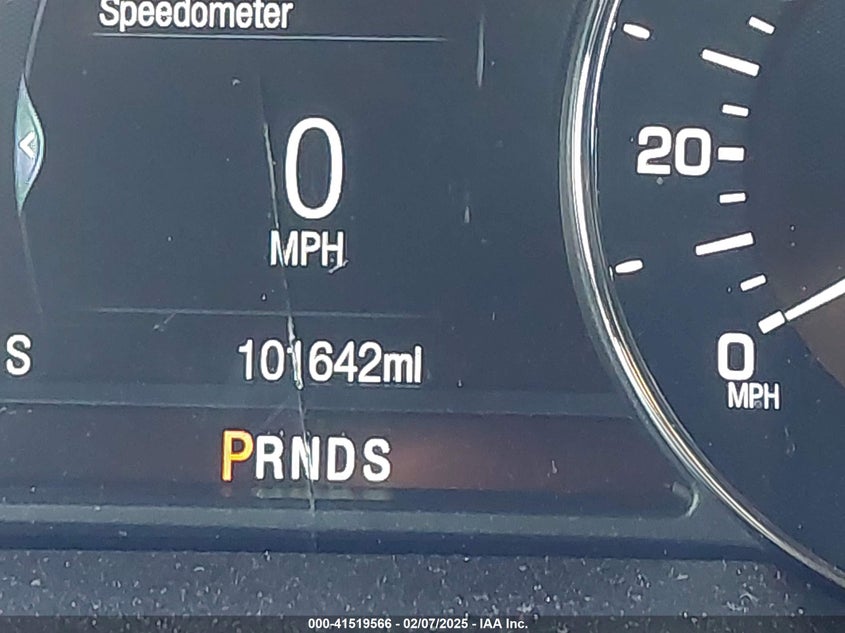 Speedometer
0
MPH
20
0
MPH
S
101642mi
PRNDS
000-41519566 - 02/07/2025 - IAA Inc.